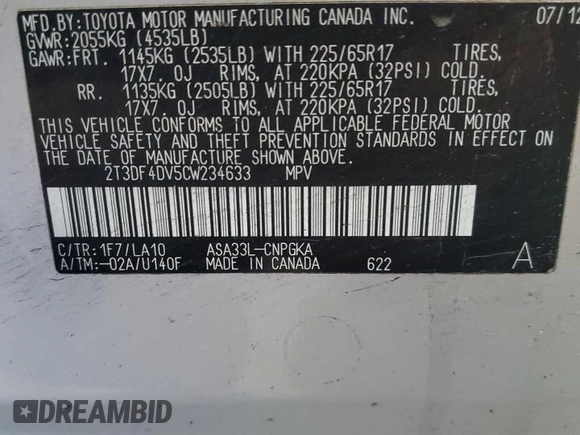 MFD.BY:TOYOTA MOTOR MANUFACTURING CANADA INC. 07/12
GVWR:2055KG (4535LB)
GAWR:FRT. 1145KG (2535LB) WITH 225/65R17 TIRES,
17X7. OJ RIMS, AT 220KPA (32PSI) COLD.
RR. 1135KG (2505LB) WITH 225/65R17 TIRES,
17X7. OJ RIMS, AT 220KPA (32PSI) COLD.
THIS VEHICLE CONFORMS TO ALL APPLICABLE FEDERAL MOTOR
VEHICLE SAFETY AND THEFT PREVENTION STANDARDS IN EFFECT ON
THE DATE OF MANUFACTURE SHOWN ABOVE.
2T3DF4DV5CW234633 MPV
C/TR:1F7/LA10 ASA33L-CNPGKA
A/TM:-02A/U140F MADE IN CANADA 622 A
DREAMBID